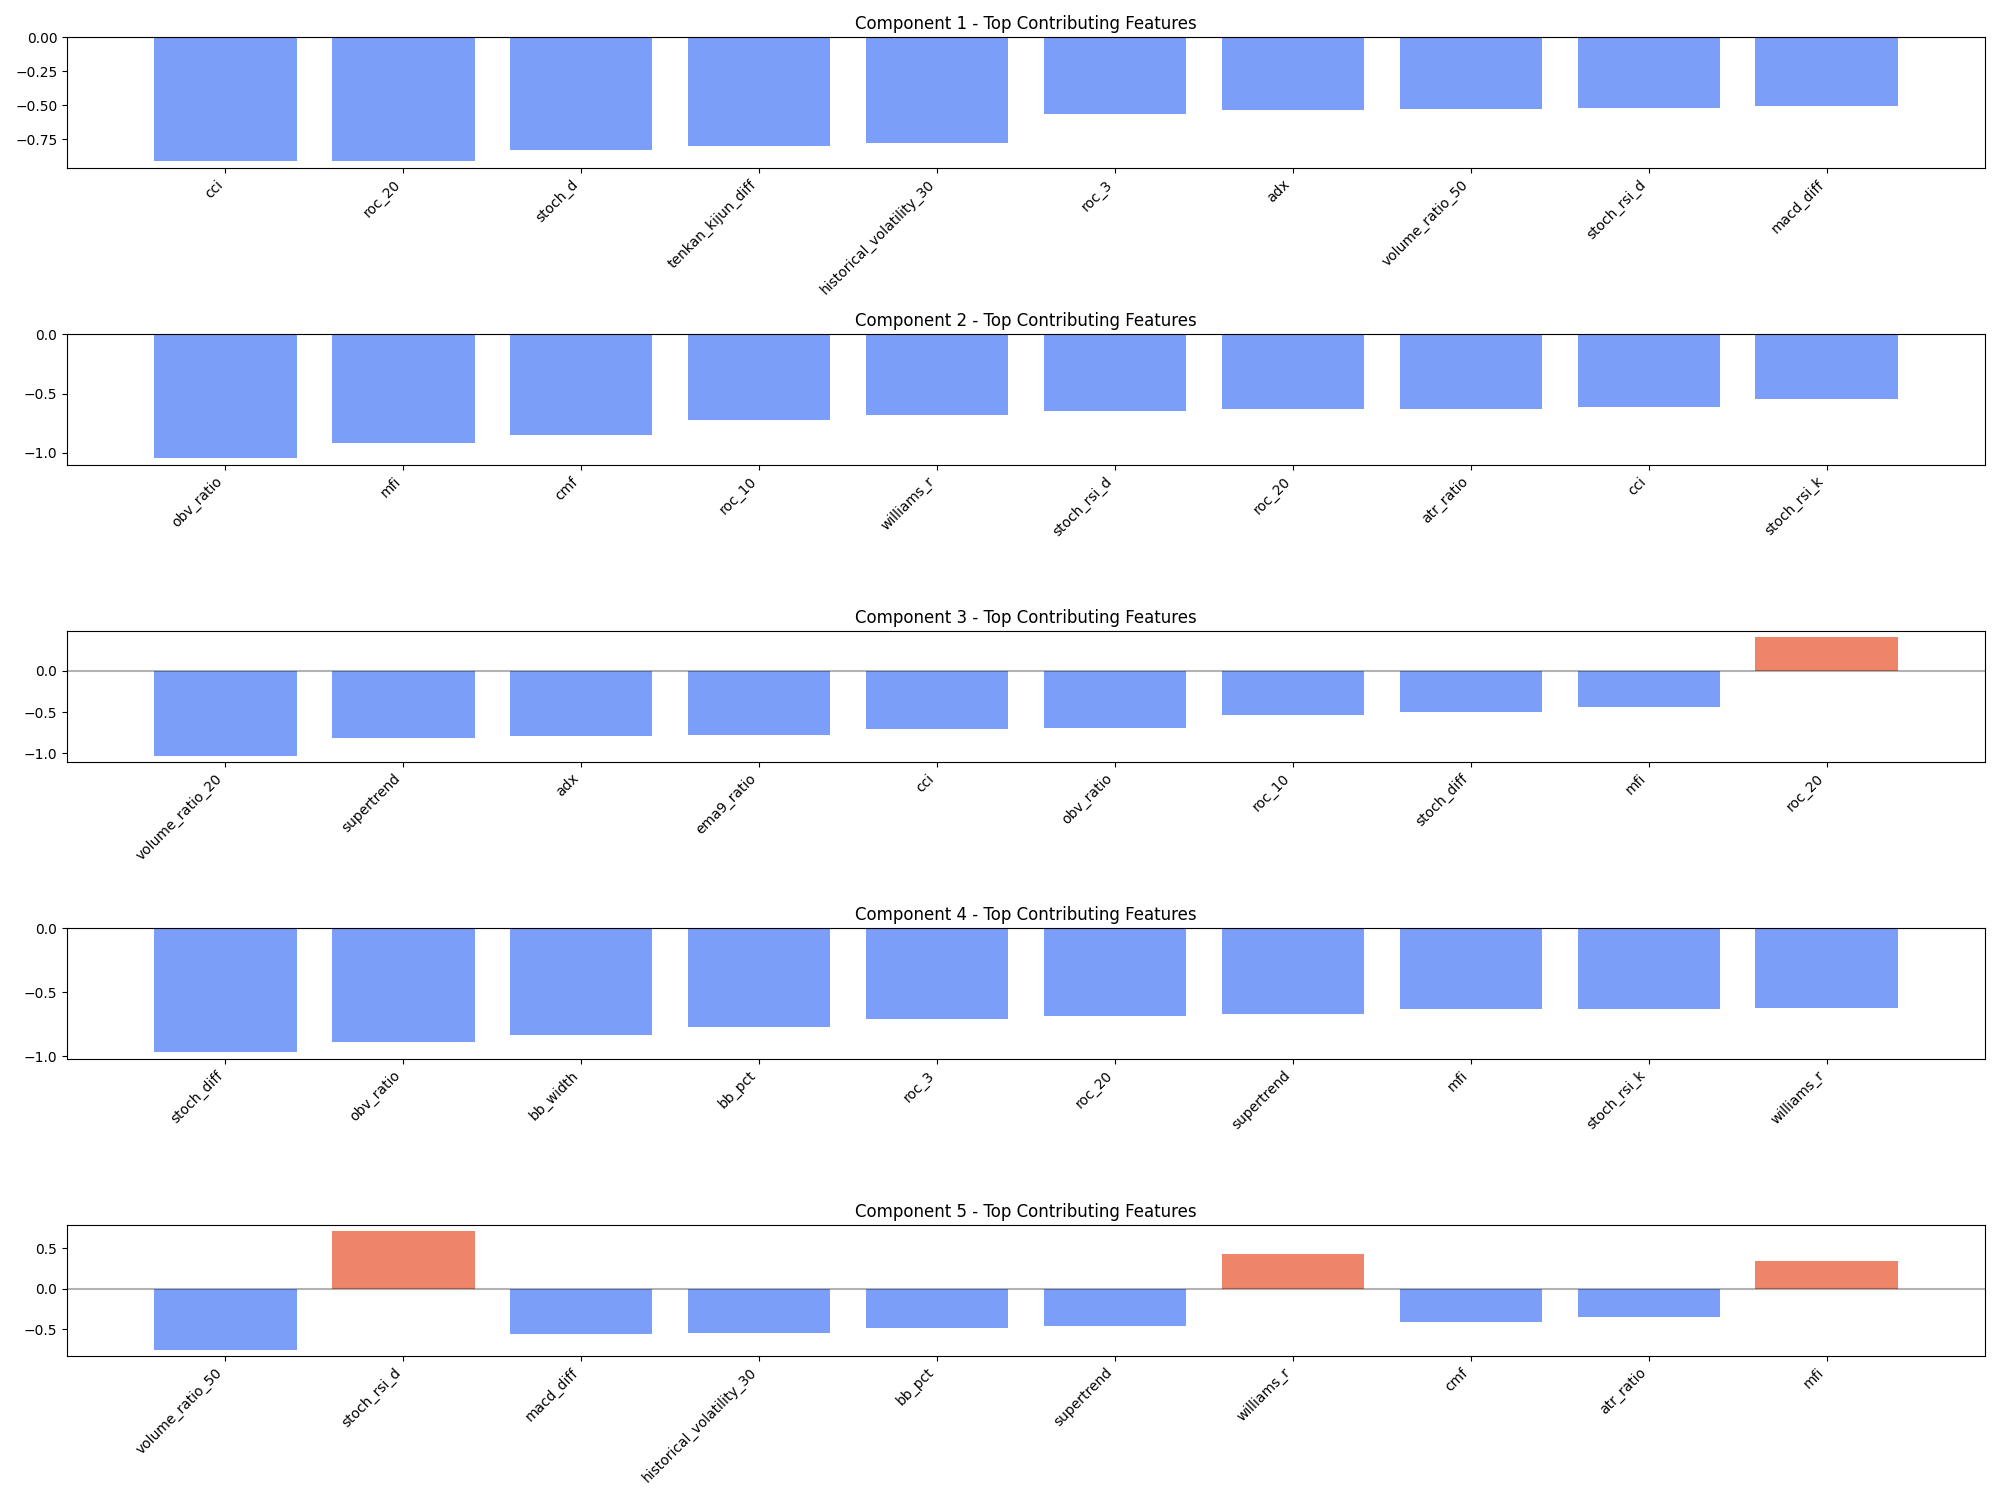 Component 1 - Top Contributing Features
0.00
−0.25
−0.50
−0.75
cci
roc_20
stoch_d
tenkan_kijun_diff
historical_volatility_30
roc_3
adx
volume_ratio_50
stoch_rsi_d
macd_diff
Component 2 - Top Contributing Features
0.0
−0.5
−1.0
obv_ratio
mfi
cmf
roc_10
williams_r
stoch_rsi_d
roc_20
atr_ratio
cci
stoch_rsi_k
Component 3 - Top Contributing Features
0.0
−0.5
−1.0
volume_ratio_20
supertrend
adx
ema9_ratio
cci
obv_ratio
roc_10
stoch_diff
mfi
roc_20
Component 4 - Top Contributing Features
0.0
−0.5
−1.0
stoch_diff
obv_ratio
bb_width
bb_pct
roc_3
roc_20
supertrend
mfi
stoch_rsi_k
williams_r
Component 5 - Top Contributing Features
0.5
0.0
−0.5
volume_ratio_50
stoch_rsi_d
macd_diff
historical_volatility_30
bb_pct
supertrend
williams_r
cmf
atr_ratio
mfi